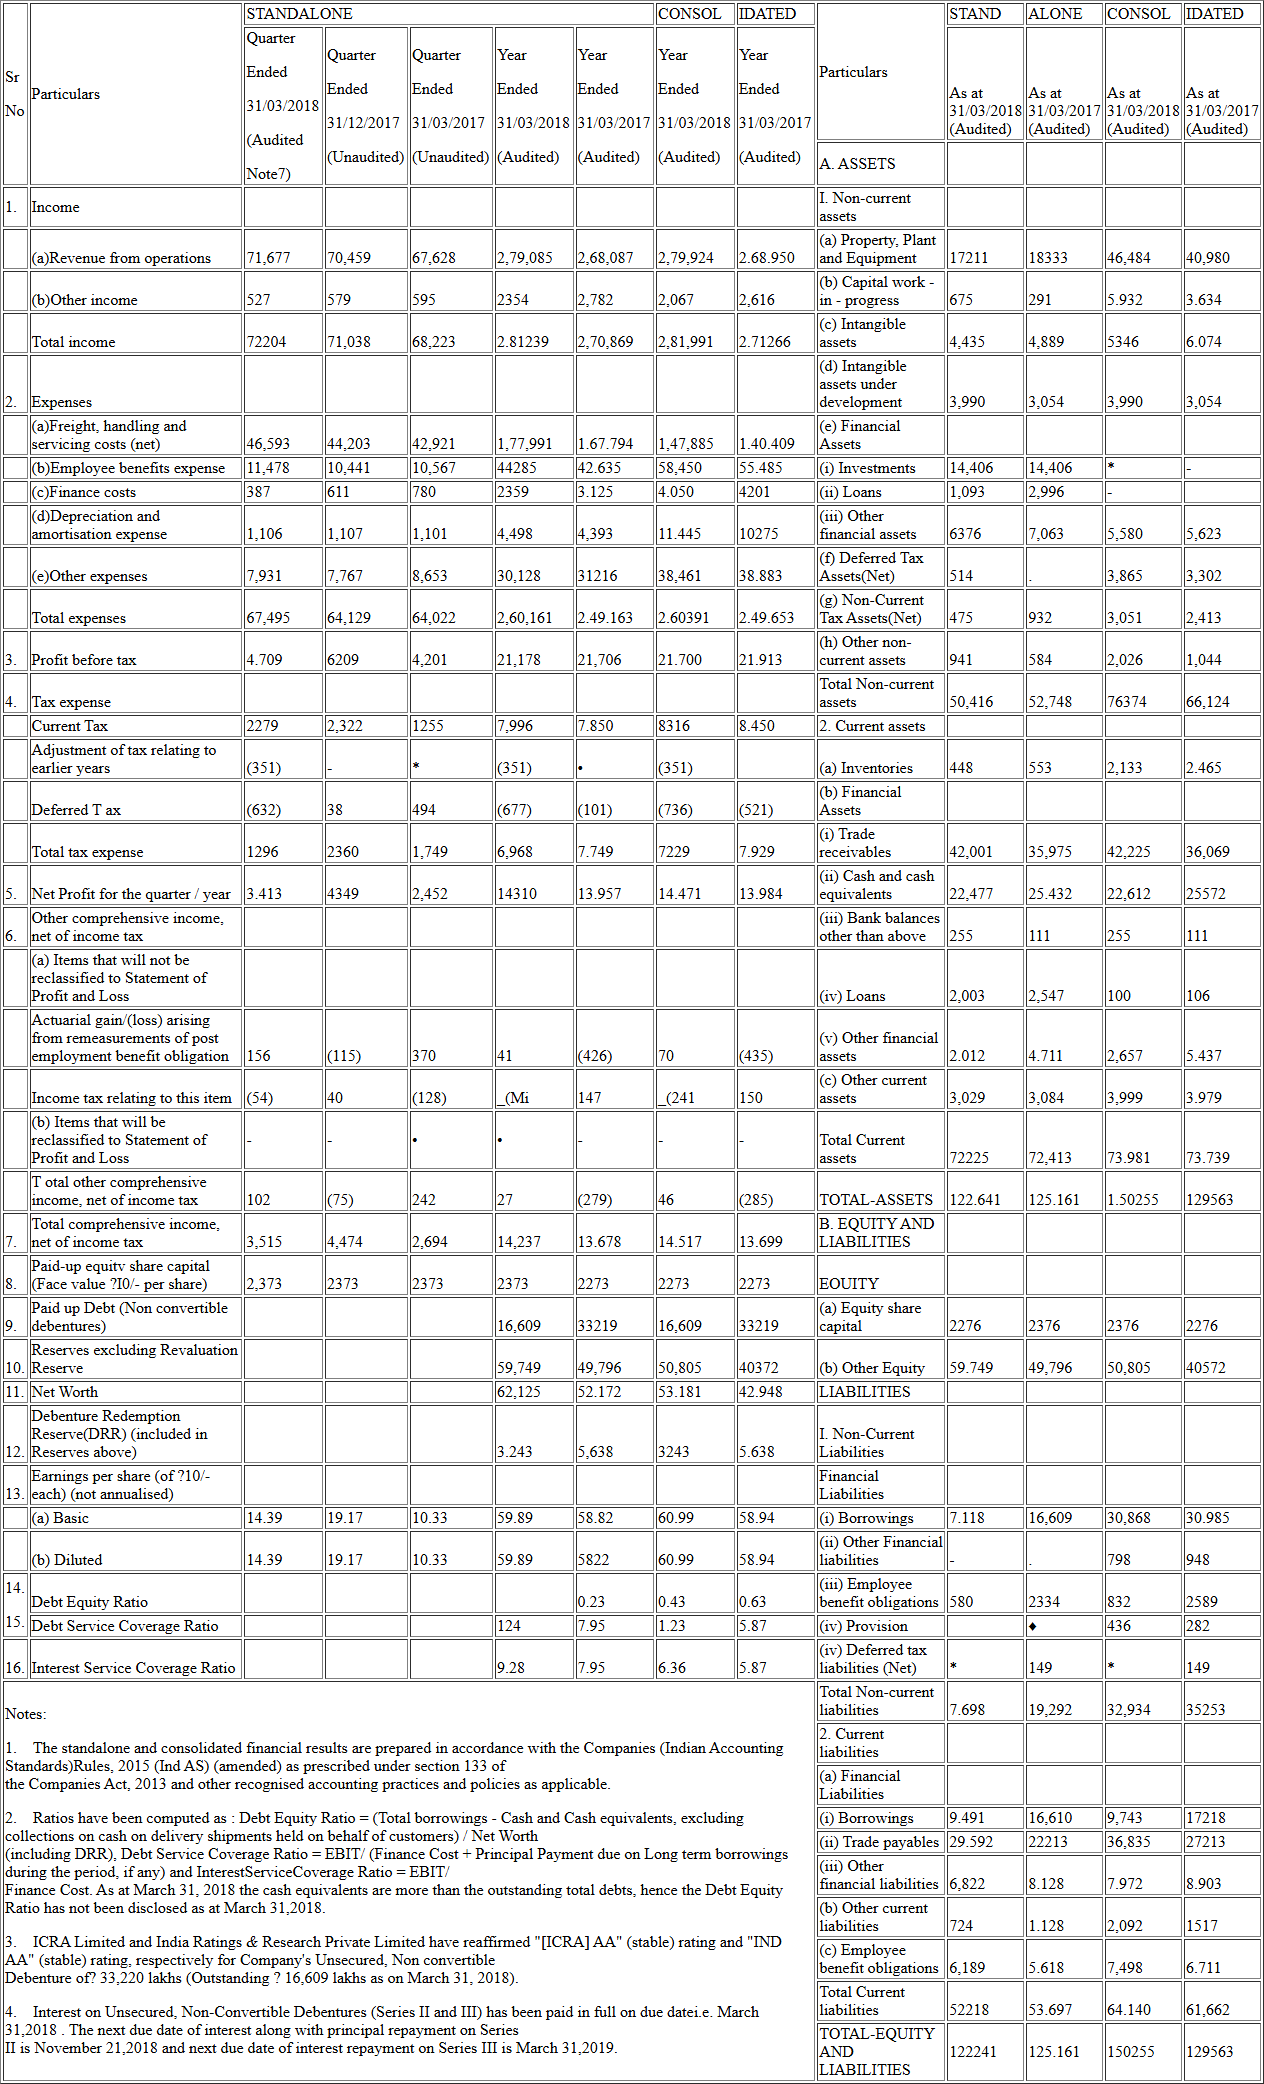 STANDALONE CONSOL IDATED STAND ALONE CONSOL IDATED
Sr No Particulars Quarter Ended 31/03/2018 (Audited Note7) Quarter Ended 31/12/2017 (Unaudited) Quarter Ended 31/03/2017 (Unaudited) Year Ended 31/03/2018 (Audited) Year Ended 31/03/2017 (Audited) Year Ended 31/03/2018 (Audited) Year Ended 31/03/2017 (Audited) Particulars As at 31/03/2018 (Audited) As at 31/03/2017 (Audited) As at 31/03/2018 (Audited) As at 31/03/2017 (Audited)
A. ASSETS
1. Income I. Non-current assets
(a)Revenue from operations 71,677 70,459 67,628 2,79,085 2,68,087 2,79,924 2.68.950 (a) Property, Plant and Equipment 17211 18333 46,484 40,980
(b)Other income 527 579 595 2354 2,782 2,067 2,616 (b) Capital work - in - progress 675 291 5.932 3.634
Total income 72204 71,038 68,223 2.81239 2,70,869 2,81,991 2.71266 (c) Intangible assets 4,435 4,889 5346 6.074
2. Expenses (d) Intangible assets under development 3,990 3,054 3,990 3,054
(a)Freight, handling and servicing costs (net) 46,593 44,203 42,921 1,77,991 1.67.794 1,47,885 1.40.409 (e) Financial Assets
(b)Employee benefits expense 11,478 10,441 10,567 44285 42.635 58,450 55.485 (i) Investments 14,406 14,406 * -
(c)Finance costs 387 611 780 2359 3.125 4.050 4201 (ii) Loans 1,093 2,996 -
(d)Depreciation and amortisation expense 1,106 1,107 1,101 4,498 4,393 11.445 10275 (iii) Other financial assets 6376 7,063 5,580 5,623
(e)Other expenses 7,931 7,767 8,653 30,128 31216 38,461 38.883 (f) Deferred Tax Assets(Net) 514 . 3,865 3,302
Total expenses 67,495 64,129 64,022 2,60,161 2.49.163 2.60391 2.49.653 (g) Non-Current Tax Assets(Net) 475 932 3,051 2,413
3. Profit before tax 4.709 6209 4,201 21,178 21,706 21.700 21.913 (h) Other non-current assets 941 584 2,026 1,044
4. Tax expense Total Non-current assets 50,416 52,748 76374 66,124
Current Tax 2279 2,322 1255 7,996 7.850 8316 8.450 2. Current assets
Adjustment of tax relating to earlier years (351) - * (351) • (351) (a) Inventories 448 553 2,133 2.465
Deferred T ax (632) 38 494 (677) (101) (736) (521) (b) Financial Assets
Total tax expense 1296 2360 1,749 6,968 7.749 7229 7.929 (i) Trade receivables 42,001 35,975 42,225 36,069
5. Net Profit for the quarter / year 3.413 4349 2,452 14310 13.957 14.471 13.984 (ii) Cash and cash equivalents 22,477 25.432 22,612 25572
6. Other comprehensive income, net of income tax (iii) Bank balances other than above 255 111 255 111
(a) Items that will not be reclassified to Statement of Profit and Loss (iv) Loans 2,003 2,547 100 106
Actuarial gain/(loss) arising from remeasurements of post employment benefit obligation 156 (115) 370 41 (426) 70 (435) (v) Other financial assets 2.012 4.711 2,657 5.437
Income tax relating to this item (54) 40 (128) _(Mi 147 _(241 150 (c) Other current assets 3,029 3,084 3,999 3.979
(b) Items that will be reclassified to Statement of Profit and Loss - - • • - - - Total Current assets 72225 72,413 73.981 73.739
T otal other comprehensive income, net of income tax 102 (75) 242 27 (279) 46 (285) TOTAL-ASSETS 122.641 125.161 1.50255 129563
7. Total comprehensive income, net of income tax 3,515 4,474 2,694 14,237 13.678 14.517 13.699 B. EQUITY AND LIABILITIES
8. Paid-up equitv share capital (Face value ?I0/- per share) 2,373 2373 2373 2373 2273 2273 2273 EOUITY
9. Paid up Debt (Non convertible debentures) 16,609 33219 16,609 33219 (a) Equity share capital 2276 2376 2376 2276
10. Reserves excluding Revaluation Reserve 59,749 49,796 50,805 40372 (b) Other Equity 59.749 49,796 50,805 40572
11. Net Worth 62,125 52.172 53.181 42.948 LIABILITIES
12. Debenture Redemption Reserve(DRR) (included in Reserves above) 3.243 5,638 3243 5.638 I. Non-Current Liabilities
13. Earnings per share (of ?10/- each) (not annualised) Financial Liabilities
(a) Basic 14.39 19.17 10.33 59.89 58.82 60.99 58.94 (i) Borrowings 7.118 16,609 30,868 30.985
(b) Diluted 14.39 19.17 10.33 59.89 5822 60.99 58.94 (ii) Other Financial liabilities - . 798 948
14. Debt Equity Ratio 0.23 0.43 0.63 (iii) Employee benefit obligations 580 2334 832 2589
15. Debt Service Coverage Ratio 124 7.95 1.23 5.87 (iv) Provision ♦ 436 282
16. Interest Service Coverage Ratio 9.28 7.95 6.36 5.87 (iv) Deferred tax liabilities (Net) * 149 * 149
Notes:
1. The standalone and consolidated financial results are prepared in accordance with the Companies (Indian Accounting
Standards)Rules, 2015 (Ind AS) (amended) as prescribed under section 133 of
the Companies Act, 2013 and other recognised accounting practices and policies as applicable.
2. Ratios have been computed as : Debt Equity Ratio = (Total borrowings - Cash and Cash equivalents, excluding
collections on cash on delivery shipments held on behalf of customers) / Net Worth
(including DRR), Debt Service Coverage Ratio = EBIT/ (Finance Cost + Principal Payment due on Long term borrowings
during the period, if any) and InterestServiceCoverage Ratio = EBIT/
Finance Cost. As at March 31, 2018 the cash equivalents are more than the outstanding total debts, hence the Debt Equity
Ratio has not been disclosed as at March 31,2018.
3. ICRA Limited and India Ratings & Research Private Limited have reaffirmed "[ICRA] AA" (stable) rating and "IND
AA" (stable) rating, respectively for Company's Unsecured, Non convertible
Debenture of? 33,220 lakhs (Outstanding ? 16,609 lakhs as on March 31, 2018).
4. Interest on Unsecured, Non-Convertible Debentures (Series II and III) has been paid in full on due datei.e. March
31,2018 . The next due date of interest along with principal repayment on Series
II is November 21,2018 and next due date of interest repayment on Series III is March 31,2019.
Total Non-current liabilities 7.698 19,292 32,934 35253
2. Current liabilities
(a) Financial Liabilities
(i) Borrowings 9.491 16,610 9,743 17218
(ii) Trade payables 29.592 22213 36,835 27213
(iii) Other financial liabilities 6,822 8.128 7.972 8.903
(b) Other current liabilities 724 1.128 2,092 1517
(c) Employee benefit obligations 6,189 5.618 7,498 6.711
Total Current liabilities 52218 53.697 64.140 61,662
TOTAL-EQUITY AND LIABILITIES 122241 125.161 150255 129563